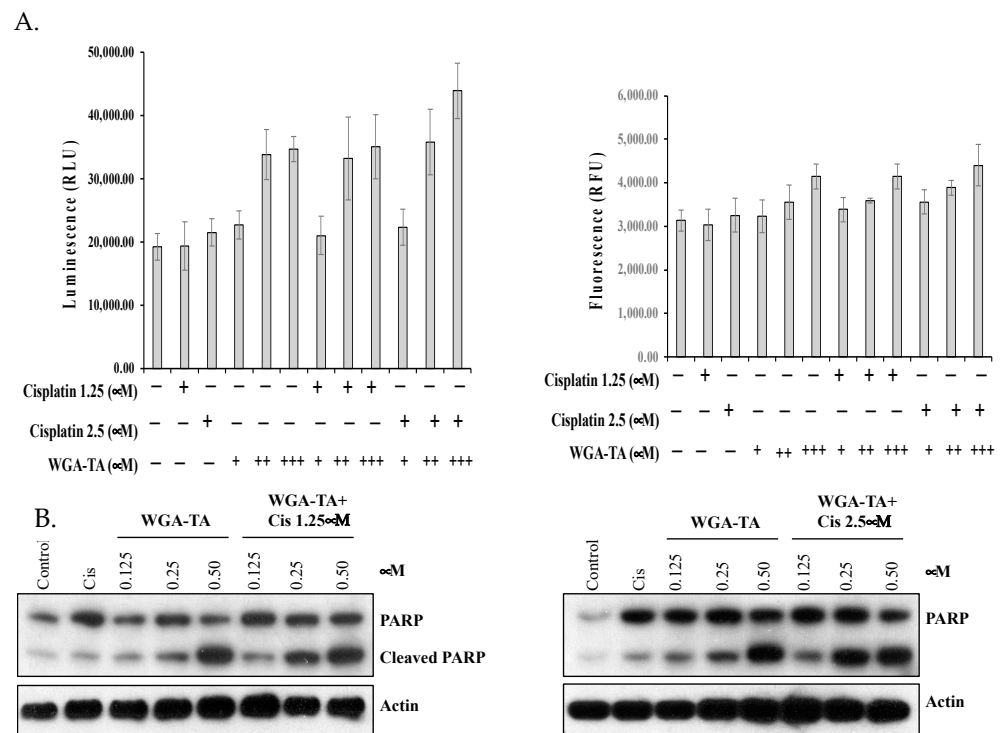 A.
50,000.00
40,000.00
30,000.00
20,000.00
10,000.00
0.00
Luminescence (RLU)
Cisplatin 1.25 (∝M) − + − − − − + + + − − −
Cisplatin 2.5 (∝M) − − + − − − − − − + + +
WGA-TA (∝M) − − − + ++ +++ + ++ +++ + ++ +++
6,000.00
5,000.00
4,000.00
3,000.00
2,000.00
1,000.00
0.00
Fluorescence (RFU)
Cisplatin 1.25 (∝M) − + − − − − + + + − − −
Cisplatin 2.5 (∝M) − − + − − − − − − + + +
WGA-TA (∝M) − − − + ++ +++ + ++ +++ + ++ +++
B.
WGA-TA
WGA-TA+
Cis 1.25∝M
Control Cis 0.125 0.25 0.50 0.125 0.25 0.50 ∝M
PARP
Cleaved PARP
Actin
WGA-TA
WGA-TA+
Cis 2.5∝M
Control Cis 0.125 0.25 0.50 0.125 0.25 0.50 ∝M
PARP
Actin